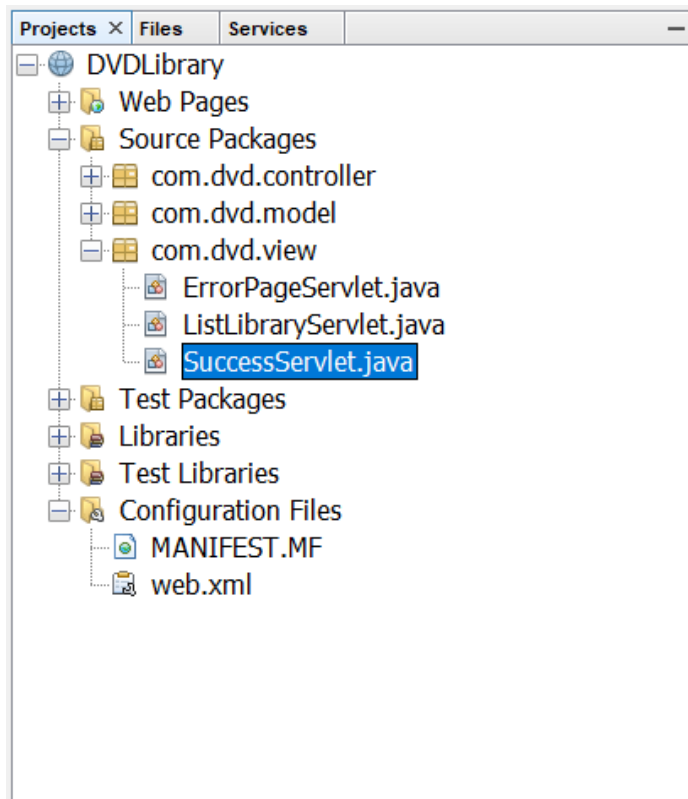 Projects Files Services
DVDLibrary
Web Pages
Source Packages
com.dvd.controller
com.dvd.model
com.dvd.view
ErrorPageServlet.java
ListLibraryServlet.java
SuccessServlet.java
Test Packages
Libraries
Test Libraries
Configuration Files
MANIFEST.MF
web.xml